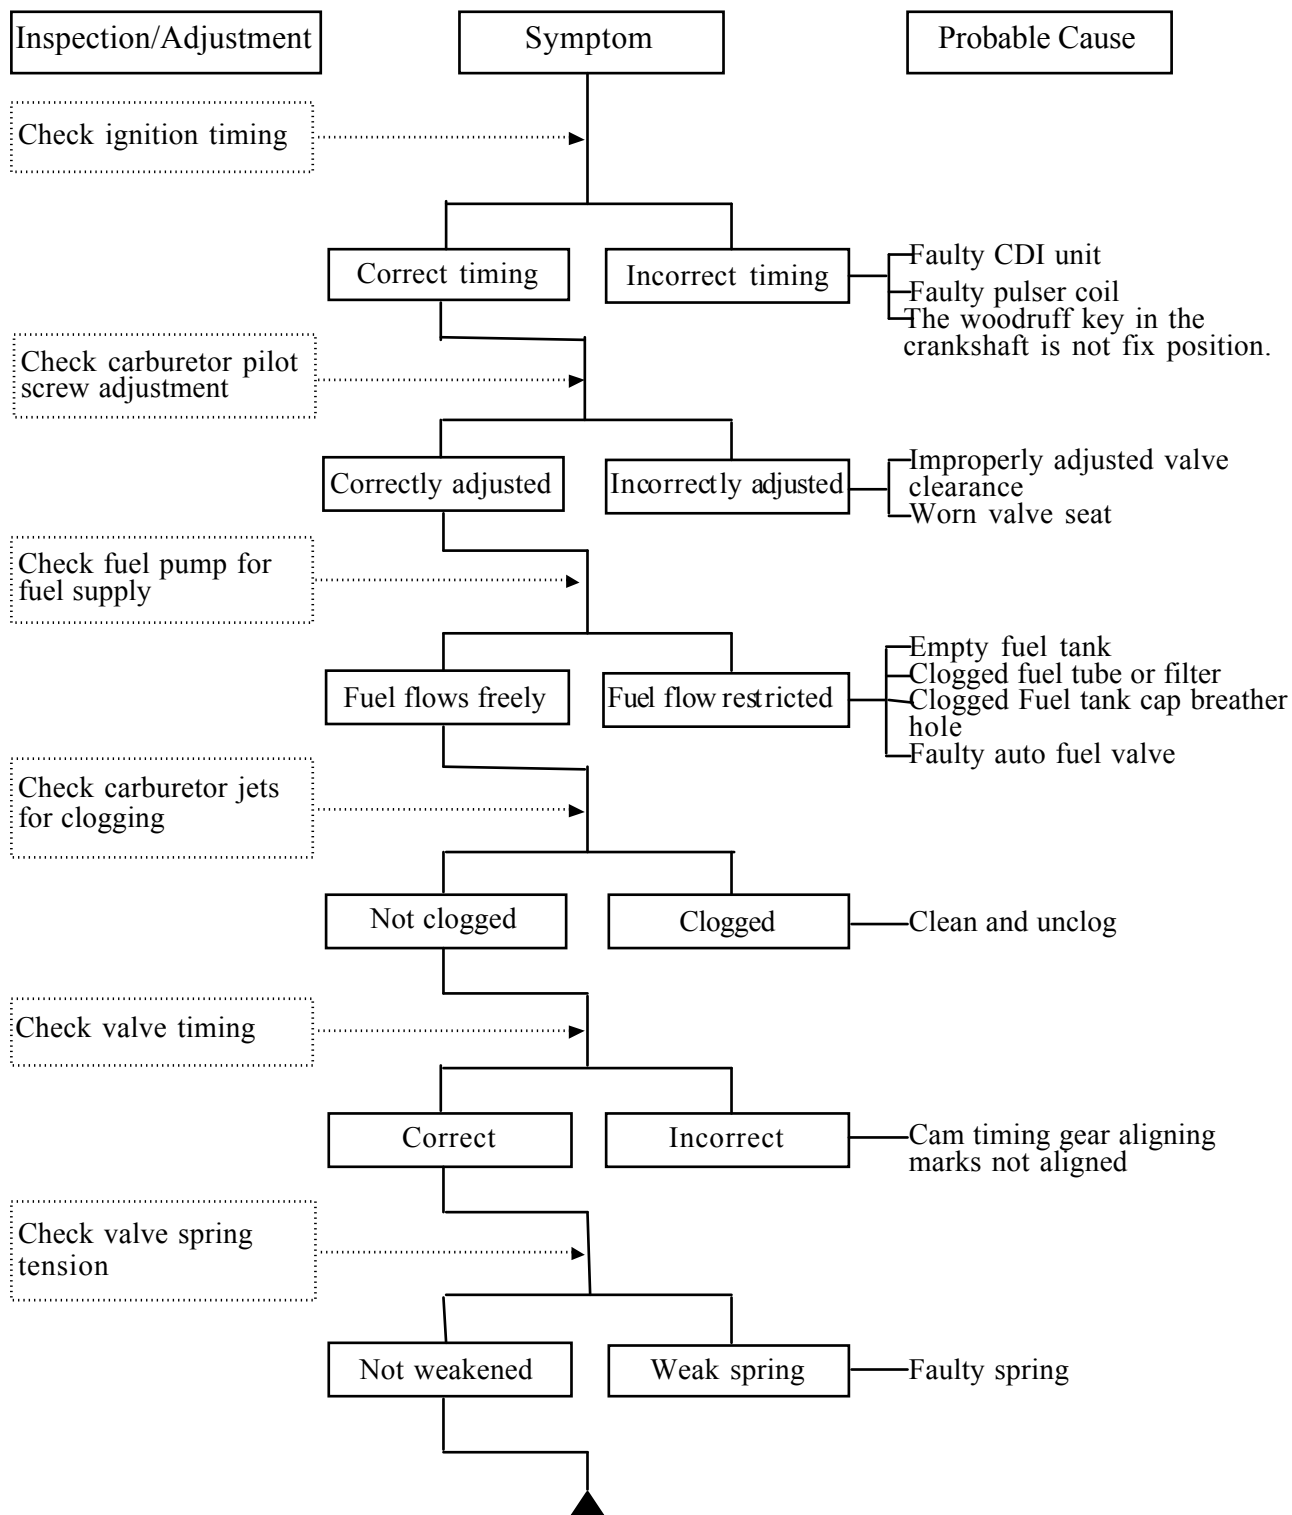 Inspection/Adjustment
Symptom
Probable Cause
Check ignition timing
Correct timing
Incorrect timing
Faulty CDI unit
Faulty pulser coil
The woodruff key in the
crankshaft is not fix position.
Check carburetor pilot
screw adjustment
Correctly adjusted
Incorrectly adjusted
Improperly adjusted valve
clearance
Worn valve seat
Check fuel pump for
fuel supply
Fuel flows freely
Fuel flow restricted
Empty fuel tank
Clogged fuel tube or filter
Clogged Fuel tank cap breather
hole
Faulty auto fuel valve
Check carburetor jets
for clogging
Not clogged
Clogged
Clean and unclog
Check valve timing
Correct
Incorrect
Cam timing gear aligning
marks not aligned
Check valve spring
tension
Not weakened
Weak spring
Faulty spring